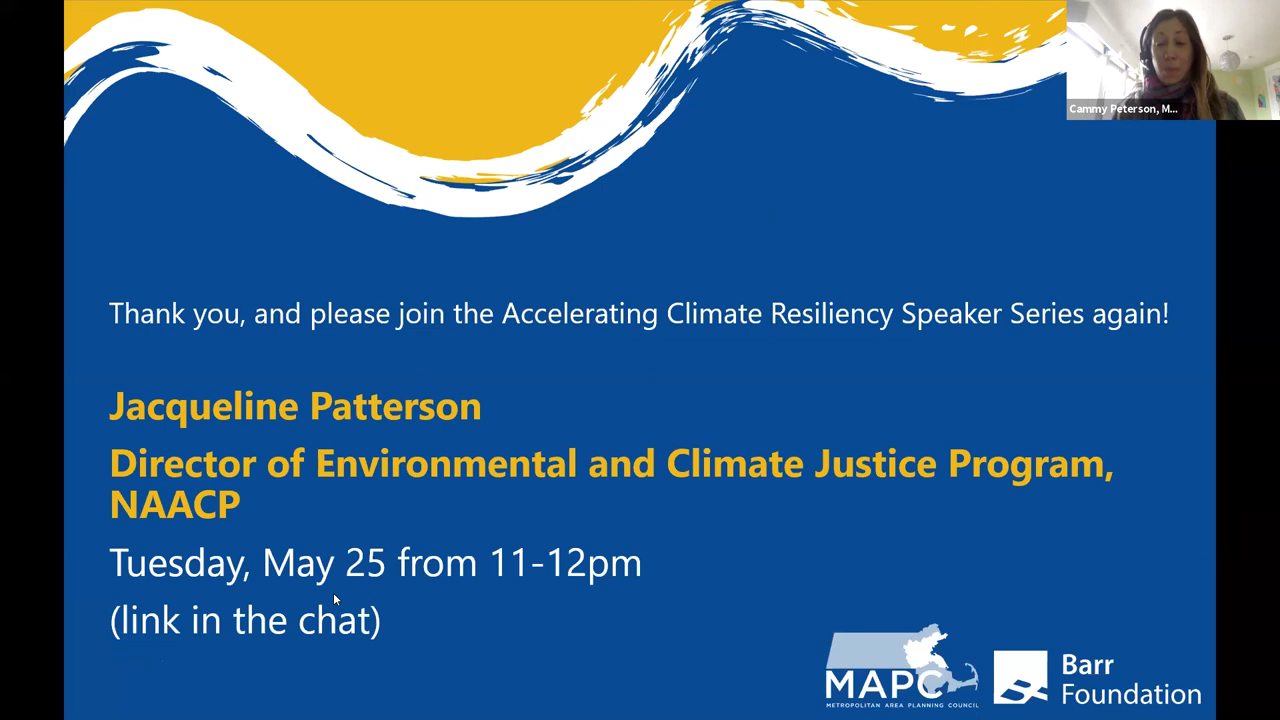 Cammy Peterson, M...
Thank you, and please join the Accelerating Climate Resiliency Speaker Series again!
Jacqueline Patterson
Director of Environmental and Climate Justice Program,
NAACP
Tuesday, May 25 from 11-12pm
(link in the chat)
MAPC
METROPOLITAN AREA PLANNING COUNCIL
Barr
Foundation